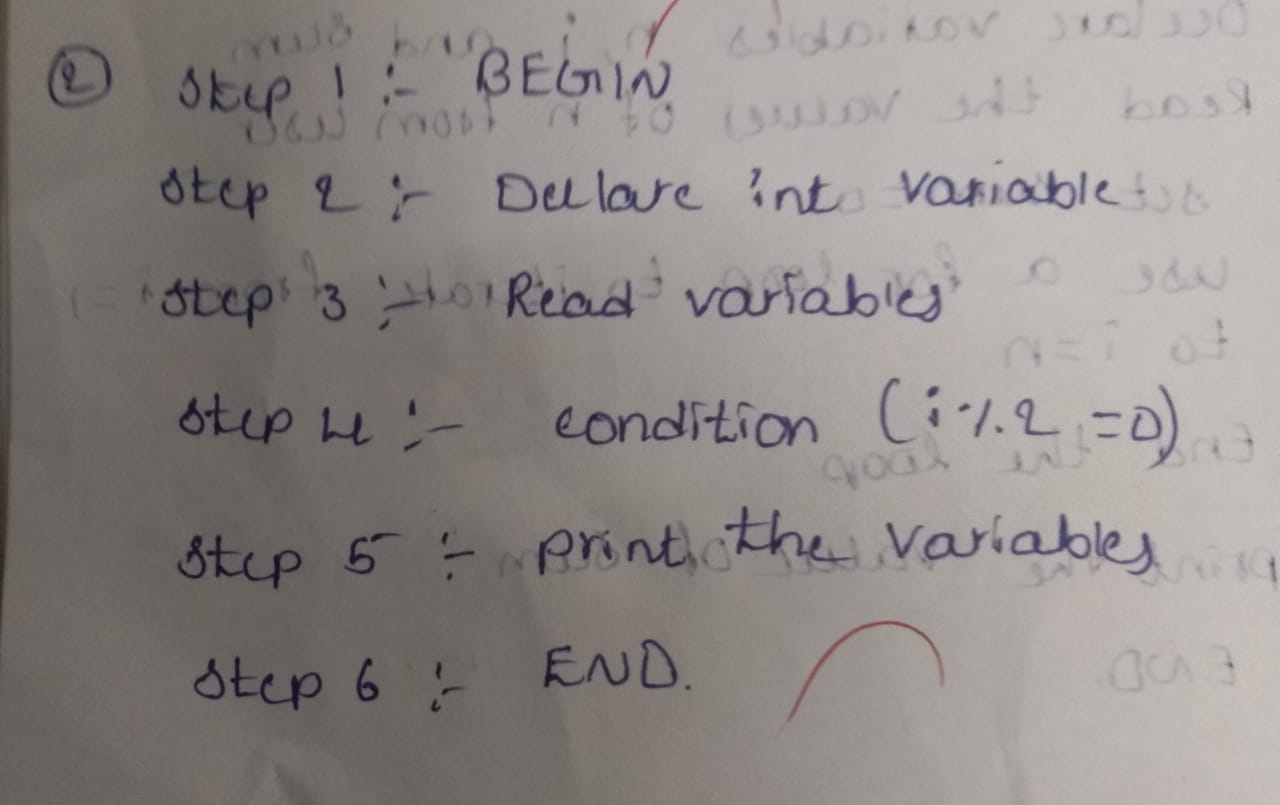 ② Step 1 :- BEGIN
Step 2 :- Declare int variable
Step 3 :- Read variables
Step 4 :- condition (i % 2 = 0)
Step 5 :- print the variables
Step 6 :- END.